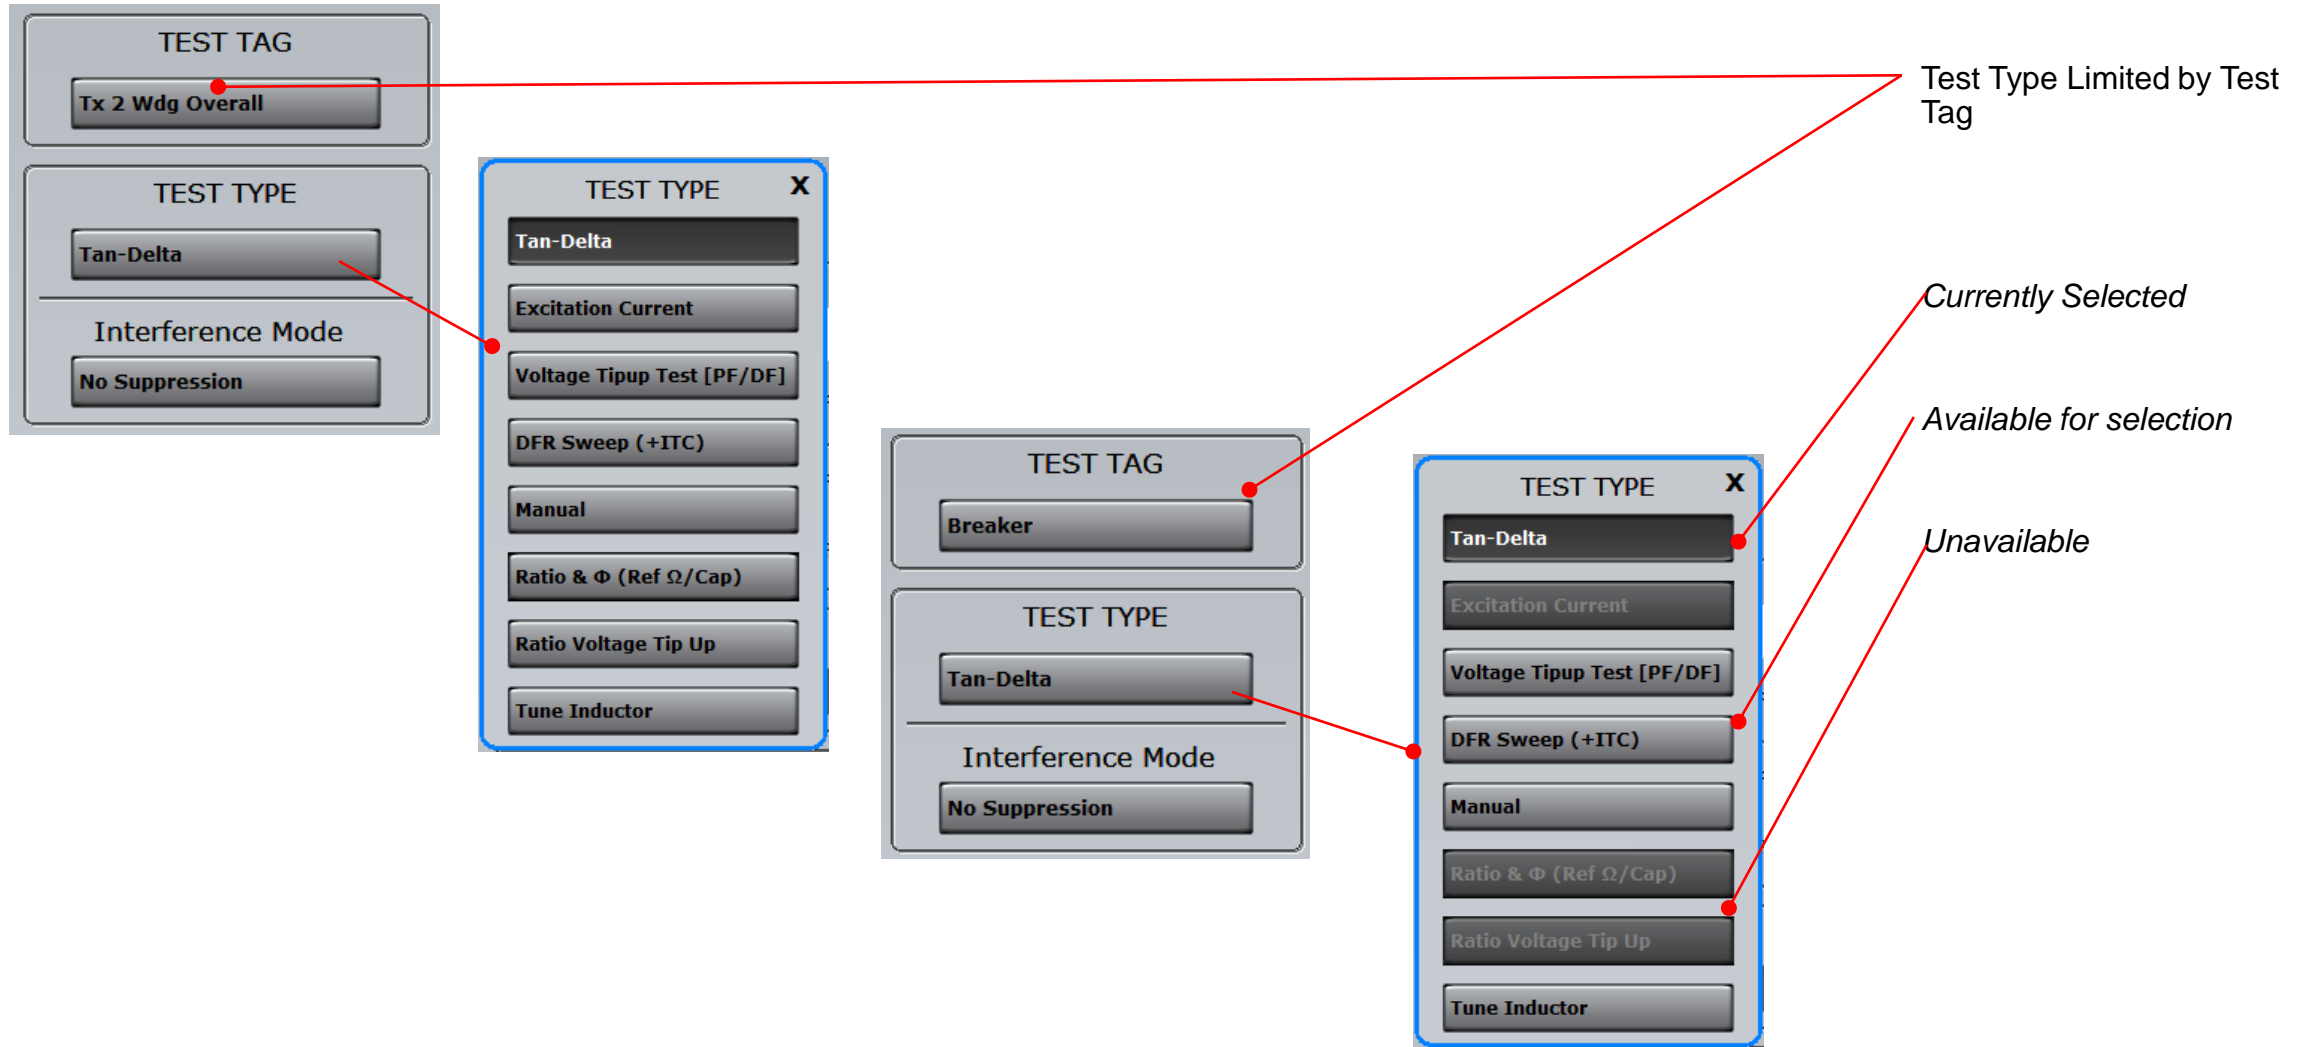 TEST TAG
Tx 2 Wdg Overall
TEST TYPE
Tan-Delta
Interference Mode
No Suppression
TEST TYPE X
Tan-Delta
Excitation Current
Voltage Tipup Test [PF/DF]
DFR Sweep (+ITC)
Manual
Ratio & Φ (Ref Ω/Cap)
Ratio Voltage Tip Up
Tune Inductor
TEST TAG
Breaker
TEST TYPE
Tan-Delta
Interference Mode
No Suppression
TEST TYPE X
Tan-Delta
Excitation Current
Voltage Tipup Test [PF/DF]
DFR Sweep (+ITC)
Manual
Ratio & Φ (Ref Ω/Cap)
Ratio Voltage Tip Up
Tune Inductor
Test Type Limited by Test
Tag
Currently Selected
Available for selection
Unavailable